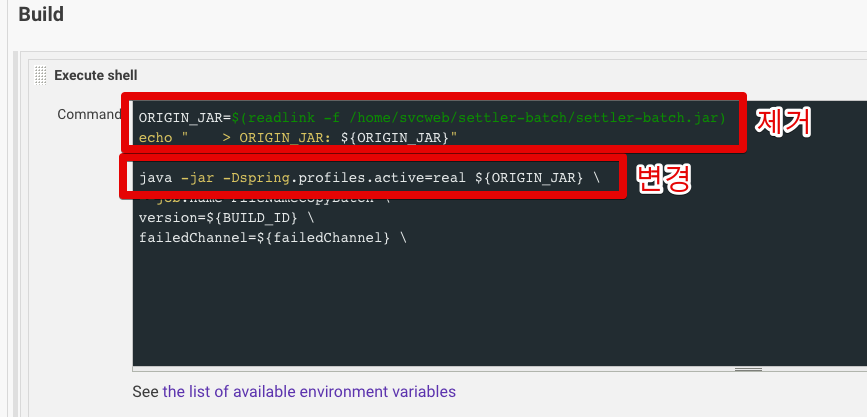 Build
Execute shell
Command
ORIGIN_JAR=$(readlink -f /home/svcweb/settler-batch/settler-batch.jar)
제거
echo "    > ORIGIN_JAR: ${ORIGIN_JAR}"
java -jar -Dspring.profiles.active=real ${ORIGIN_JAR} \
변경
version=${BUILD_ID} \
failedChannel=${failedChannel} \
See the list of available environment variables